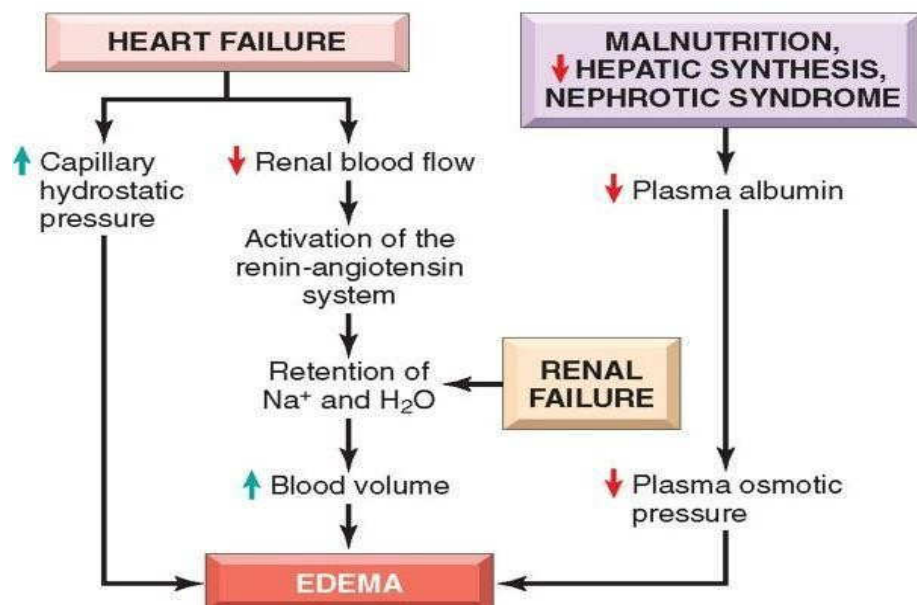 HEART FAILURE
MALNUTRITION,
↓ HEPATIC SYNTHESIS,
NEPHROTIC SYNDROME
↑ Capillary
hydrostatic
pressure
↓ Renal blood flow
Activation of the
renin-angiotensin
system
Retention of
Na⁺ and H₂O
↑ Blood volume
RENAL
FAILURE
↓ Plasma albumin
↓ Plasma osmotic
pressure
EDEMA